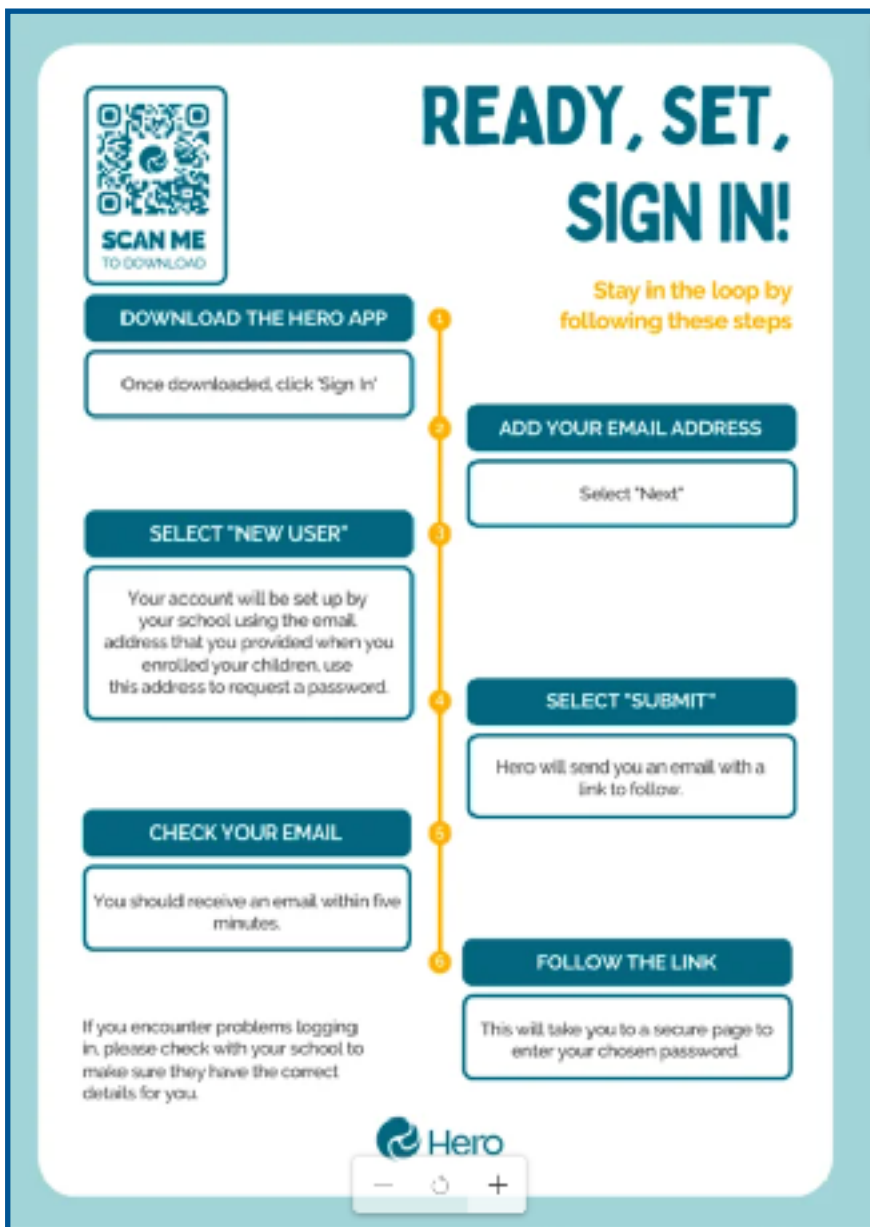 READY, SET,
SIGN IN!
SCAN ME
TO DOWNLOAD
Stay in the loop by
following these steps
DOWNLOAD THE HERO APP
1
Once downloaded, click 'Sign In'
2
ADD YOUR EMAIL ADDRESS
Select "Next"
SELECT "NEW USER"
3
Your account will be set up by
your school using the email
address that you provided when you
enrolled your children, use
this address to request a password.
4
SELECT "SUBMIT"
Hero will send you an email with a
link to follow.
CHECK YOUR EMAIL
5
You should receive an email within five
minutes.
6
FOLLOW THE LINK
This will take you to a secure page to
enter your chosen password.
If you encounter problems logging
in, please check with your school to
make sure they have the correct
details for you.
Hero